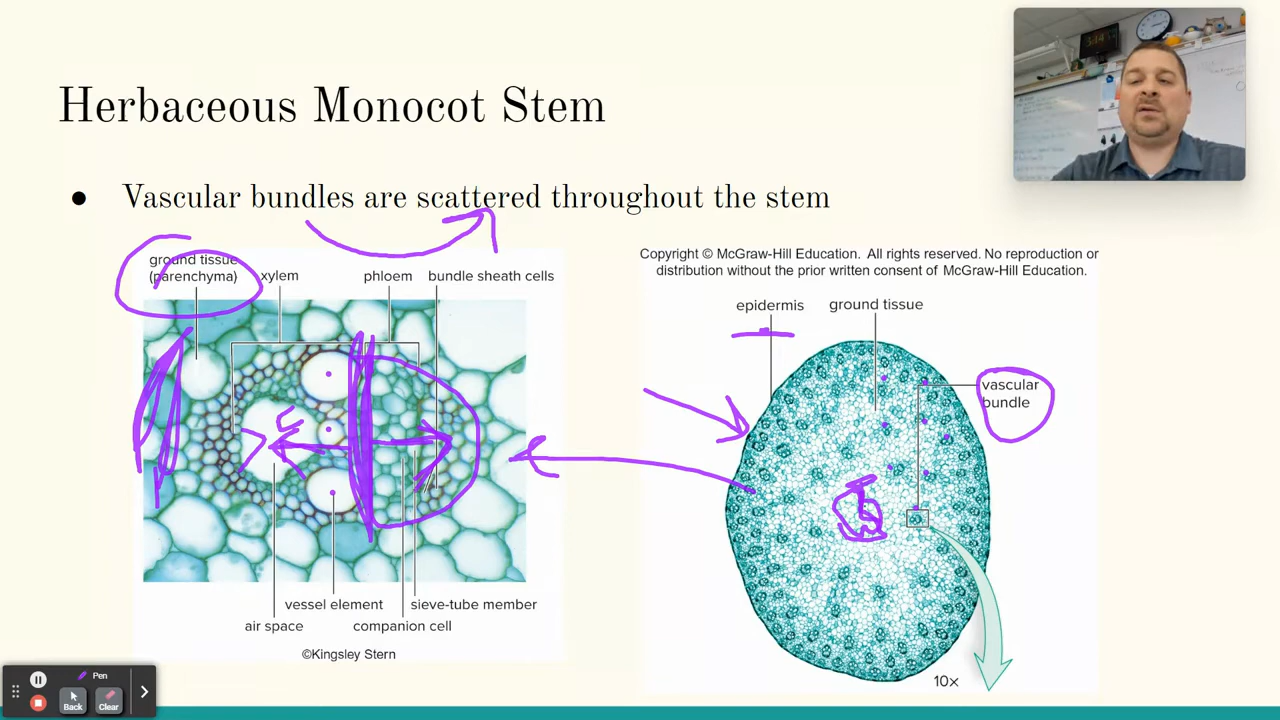 Herbaceous Monocot Stem
● Vascular bundles are scattered throughout the stem
ground tissue
(parenchyma)
xylem
phloem
bundle sheath cells
vessel element
sieve-tube member
air space
companion cell
©Kingsley Stern
Copyright © McGraw-Hill Education. All rights reserved. No reproduction or
distribution without the prior written consent of McGraw-Hill Education.
epidermis
ground tissue
vascular
bundle
10x
Pen
Back
Clear